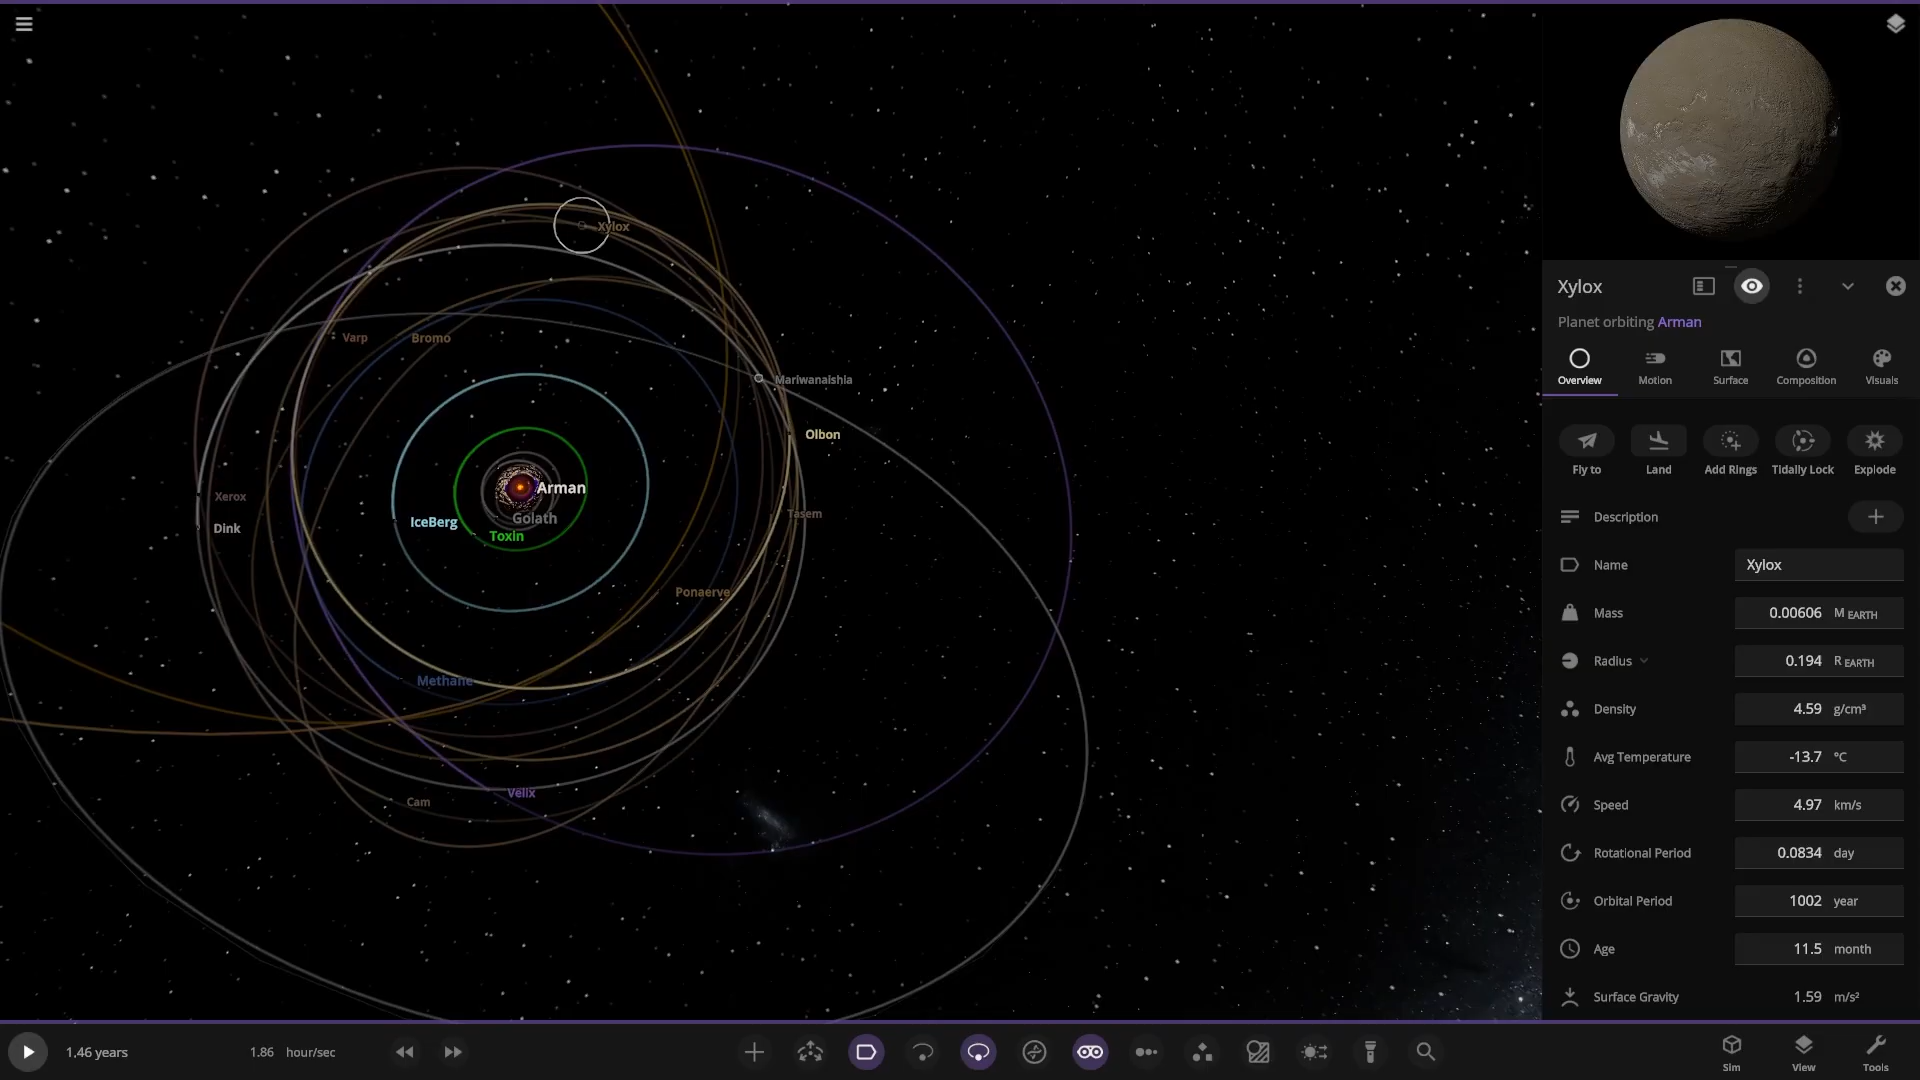 Xylox
Varp
Bromo
Mariwanaishia
Olbon
Arman
Xerox
Golath
Tasem
IceBerg
Dink
Toxin
Ponaerve
Methane
Velix
Cam
Xylox
Planet orbiting Arman
Overview Motion Surface Composition Visuals
Fly to Land Add Rings Tidally Lock Explode
Description
Name Xylox
Mass 0.00606 M EARTH
Radius 0.194 R EARTH
Density 4.59 g/cm³
Avg Temperature -13.7 °C
Speed 4.97 km/s
Rotational Period 0.0834 day
Orbital Period 1002 year
Age 11.5 month
Surface Gravity 1.59 m/s²
1.46 years 1.86 hour/sec
Sim View Tools